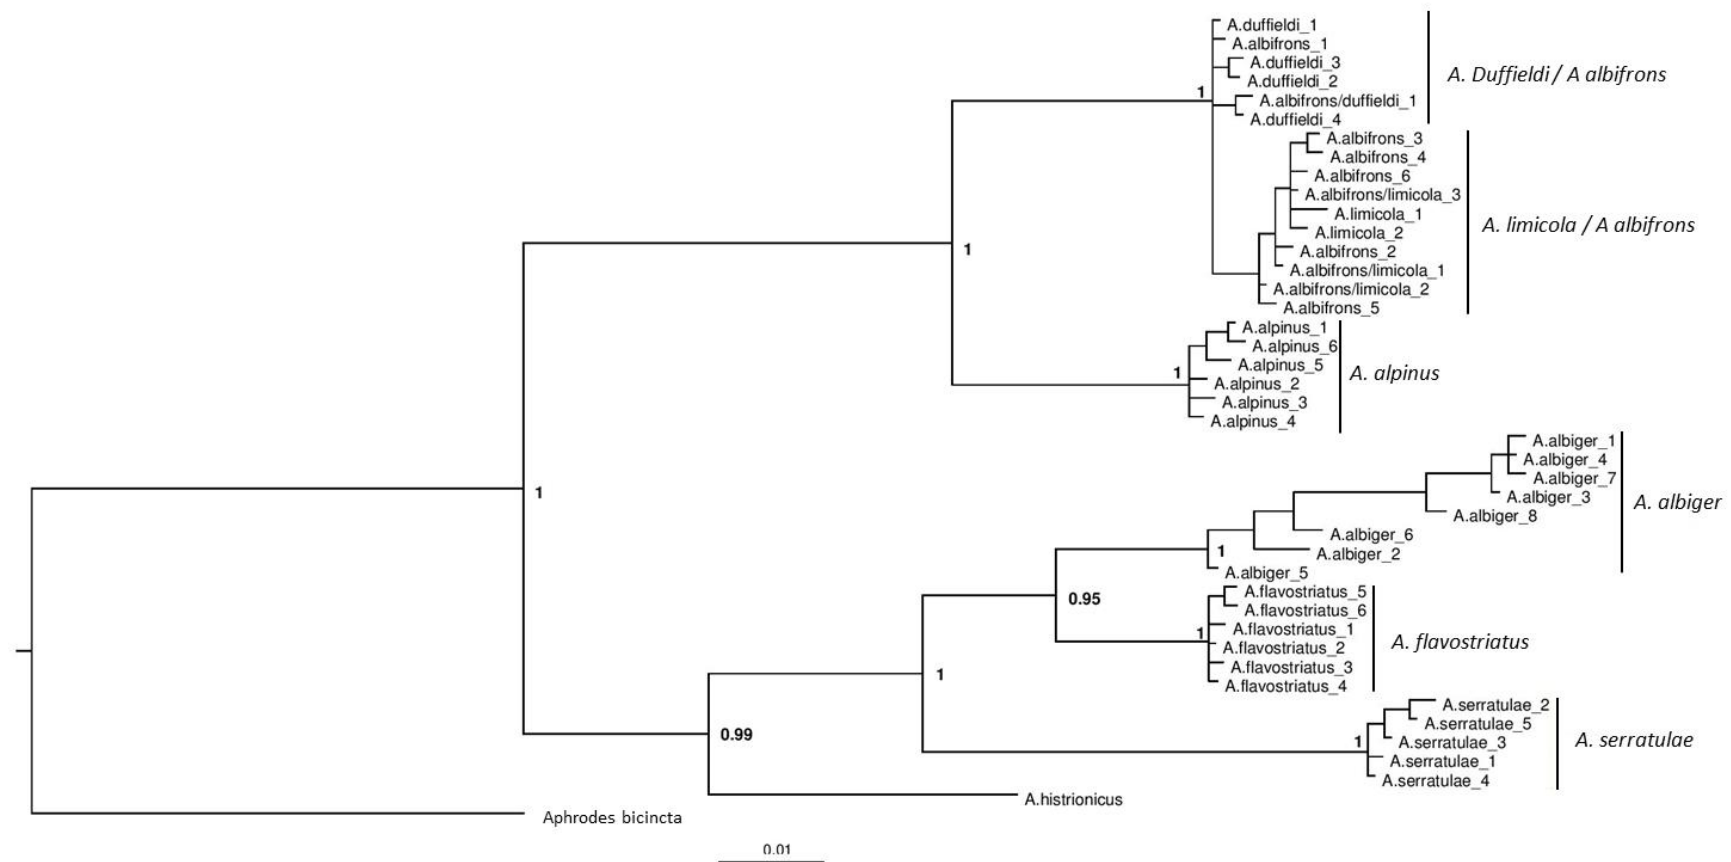 A.duffieldi_1
A.albifrons_1
A.duffieldi_3
A.duffieldi_2
A.albifrons/duffieldi_1
A.duffieldi_4
A. Duffieldi / A albifrons
1
A.albifrons_3
A.albifrons_4
A.albifrons_6
A.albifrons/limicola_3
A.limicola_1
A.limicola_2
A.albifrons_2
A.albifrons/limicola_1
A.albifrons/limicola_2
A.albifrons_5
A. limicola / A albifrons
1
A.alpinus_1
A.alpinus_6
A.alpinus_5
A.alpinus_2
A.alpinus_3
A.alpinus_4
A. alpinus
1
A.albiger_1
A.albiger_4
A.albiger_7
A.albiger_3
A.albiger_8
A.albiger_6
A.albiger_2
A.albiger_5
A. albiger
1
1
0.95
A.flavostriatus_5
A.flavostriatus_6
A.flavostriatus_1
A.flavostriatus_2
A.flavostriatus_3
A.flavostriatus_4
A. flavostriatus
1
1
A.serratulae_2
A.serratulae_5
A.serratulae_3
A.serratulae_1
A.serratulae_4
A. serratulae
1
0.99
A.histrionicus
Aphrodes bicincta
0.01